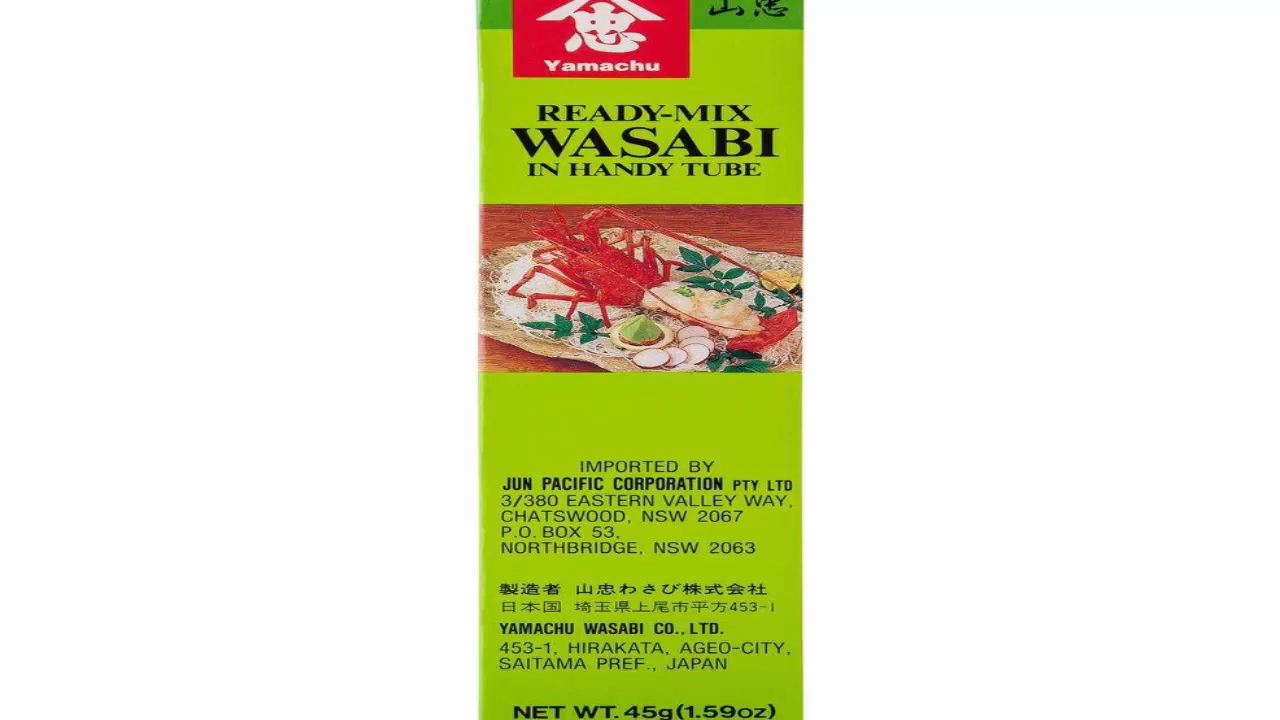 山忠
忠
Yamachu
READY-MIX
WASABI
IN HANDY TUBE
IMPORTED BY
JUN PACIFIC CORPORATION PTY LTD
3/380 EASTERN VALLEY WAY,
CHATSWOOD, NSW 2067
P.O. BOX 53,
NORTHBRIDGE, NSW 2063
製造者 山忠わさび株式会社
日本国 埼玉県上尾市平方453-1
YAMACHU WASABI CO., LTD.
453-1, HIRAKATA, AGEO-CITY,
SAITAMA PREF., JAPAN
NET WT. 45g(1.59oz)